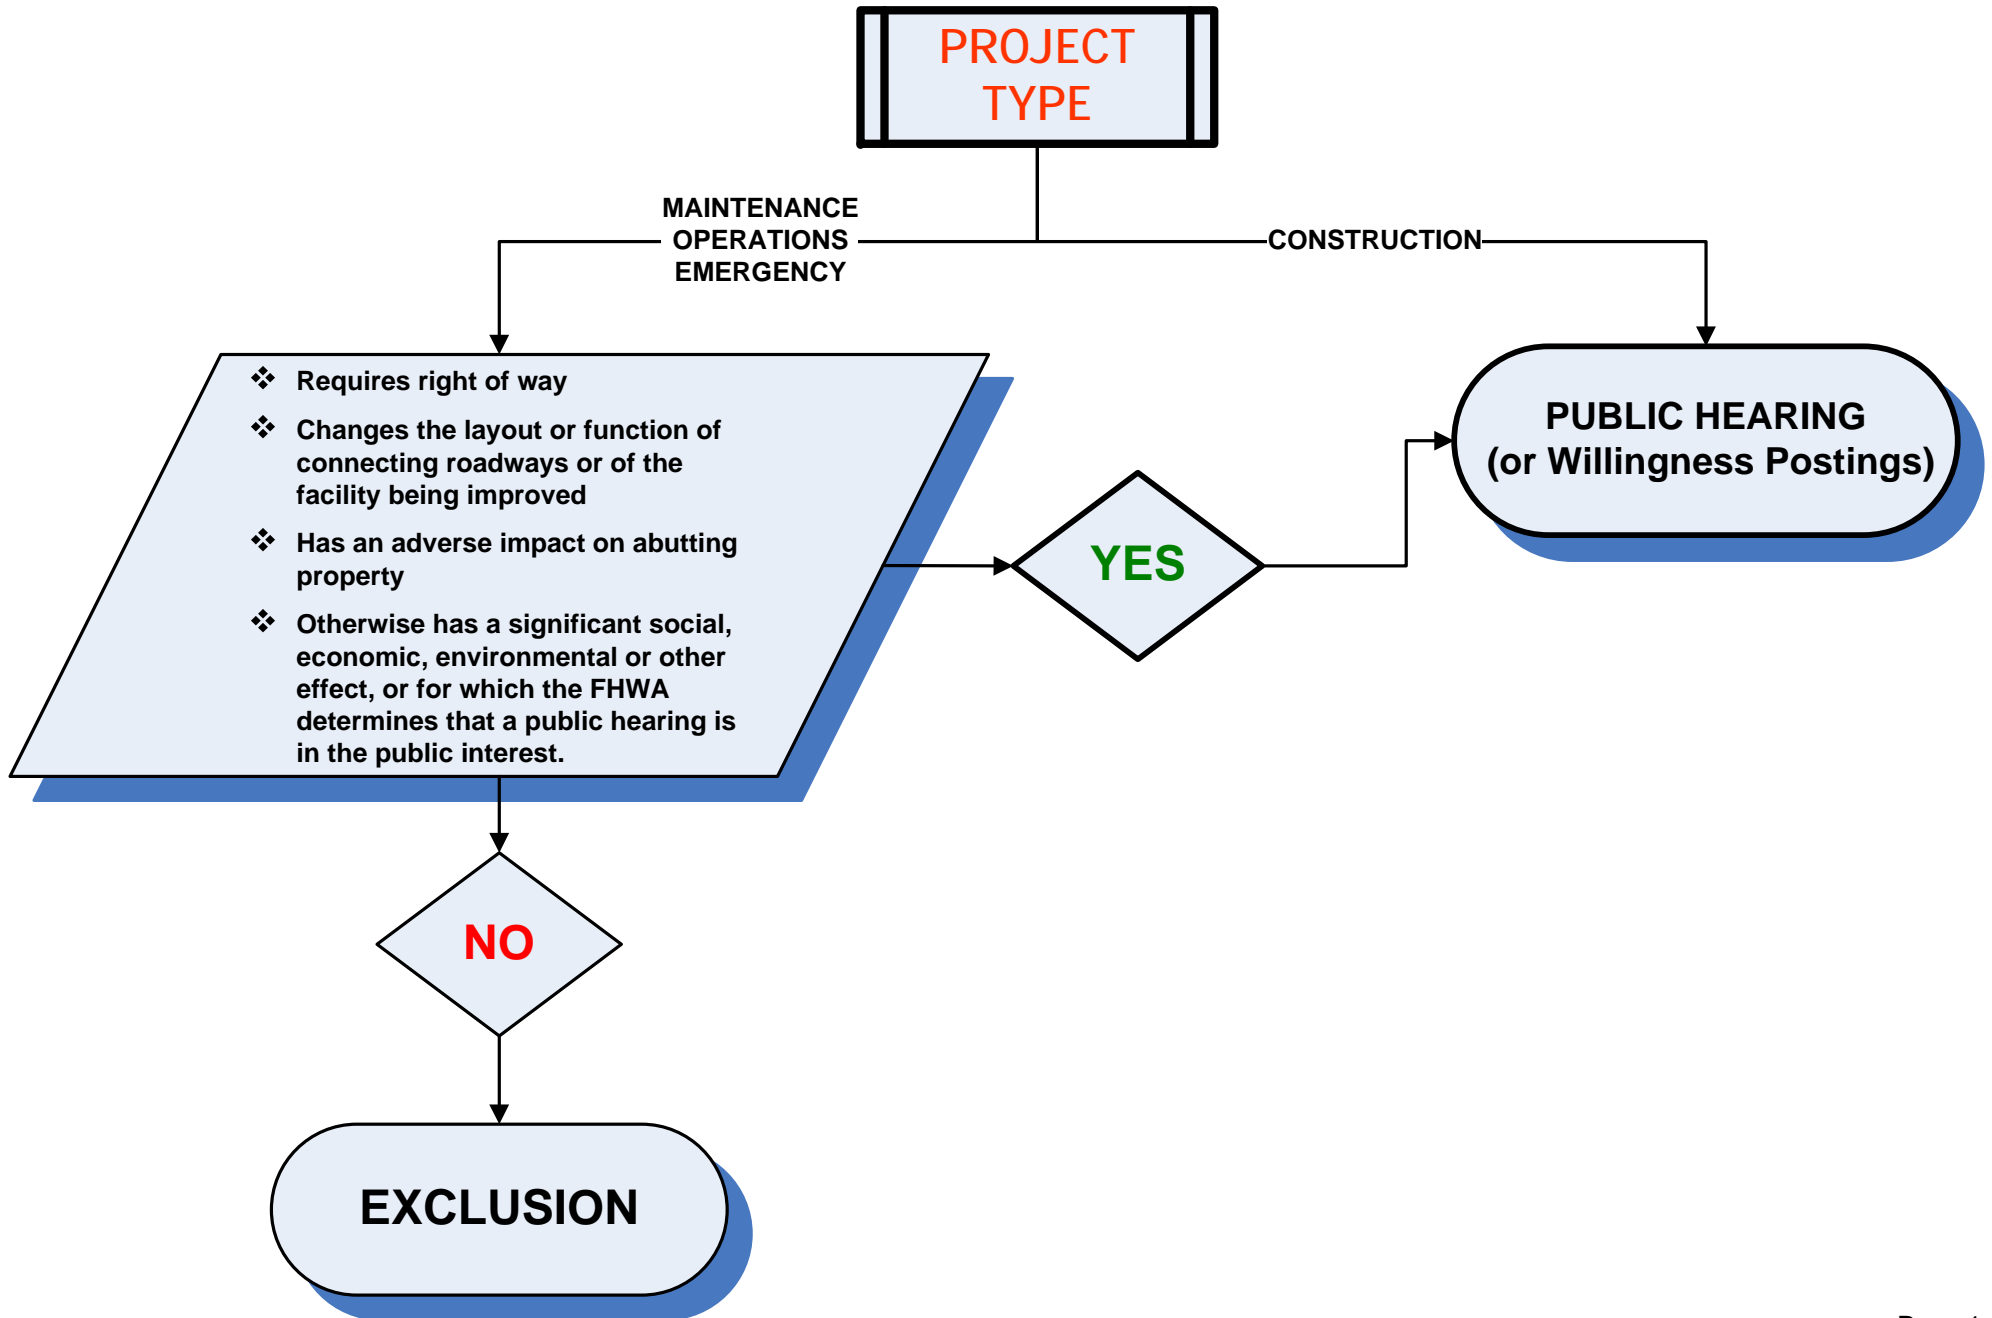 PROJECT
TYPE
MAINTENANCE
OPERATIONS
EMERGENCY
CONSTRUCTION
❖ Requires right of way
❖ Changes the layout or function of
connecting roadways or of the
facility being improved
❖ Has an adverse impact on abutting
property
❖ Otherwise has a significant social,
economic, environmental or other
effect, or for which the FHWA
determines that a public hearing is
in the public interest.
PUBLIC HEARING
(or Willingness Postings)
YES
NO
EXCLUSION